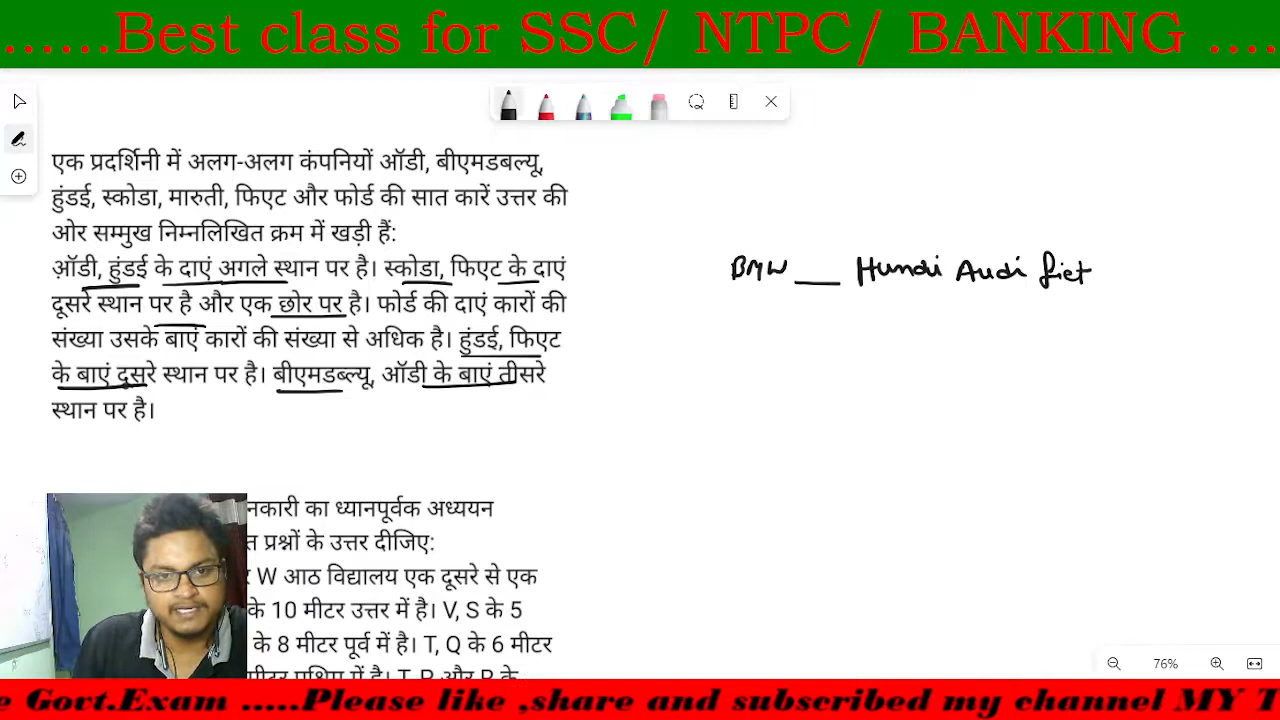 ......Best class for SSC/ NTPC/ BANKING ....
एक प्रदर्शिनी में अलग-अलग कंपनियों ऑडी, बीएमडबल्यू,
हुंडई, स्कोडा, मारुती, फिएट और फोर्ड की सात कारें उत्तर की
ओर सम्मुख निम्नलिखित क्रम में खड़ी हैं:
ऑडी, हुंडई के दाएं अगले स्थान पर है। स्कोडा, फिएट के दाएं
दूसरे स्थान पर है और एक छोर पर है। फोर्ड की दाएं कारों की
संख्या उसके बाएं कारों की संख्या से अधिक है। हुंडई, फिएट
के बाएं दूसरे स्थान पर है। बीएमडब्ल्यू, ऑडी के बाएं तीसरे
स्थान पर है।
BMW __ Hundi Audi fiet
नकारी का ध्यानपूर्वक अध्ययन
त प्रश्नों के उत्तर दीजिए:
र W आठ विद्यालय एक दूसरे से एक
के 10 मीटर उत्तर में है। V, S के 5
के 8 मीटर पूर्व में है। T, Q के 6 मीटर
76%
e Govt.Exam .....Please like ,share and subscribed my channel MY T